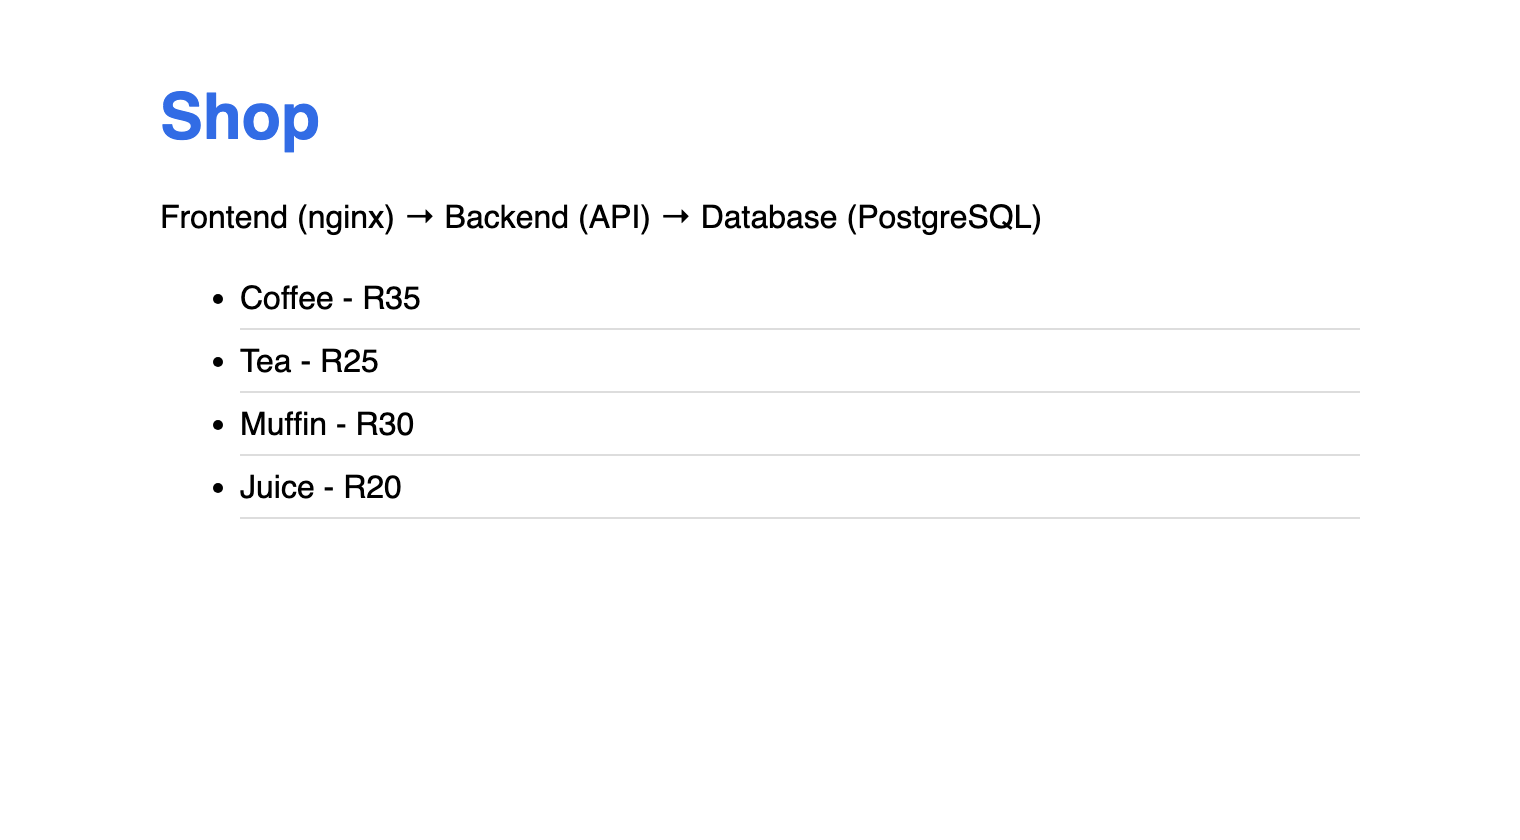 Shop
Frontend (nginx) → Backend (API) → Database (PostgreSQL)
• Coffee - R35
• Tea - R25
• Muffin - R30
• Juice - R20